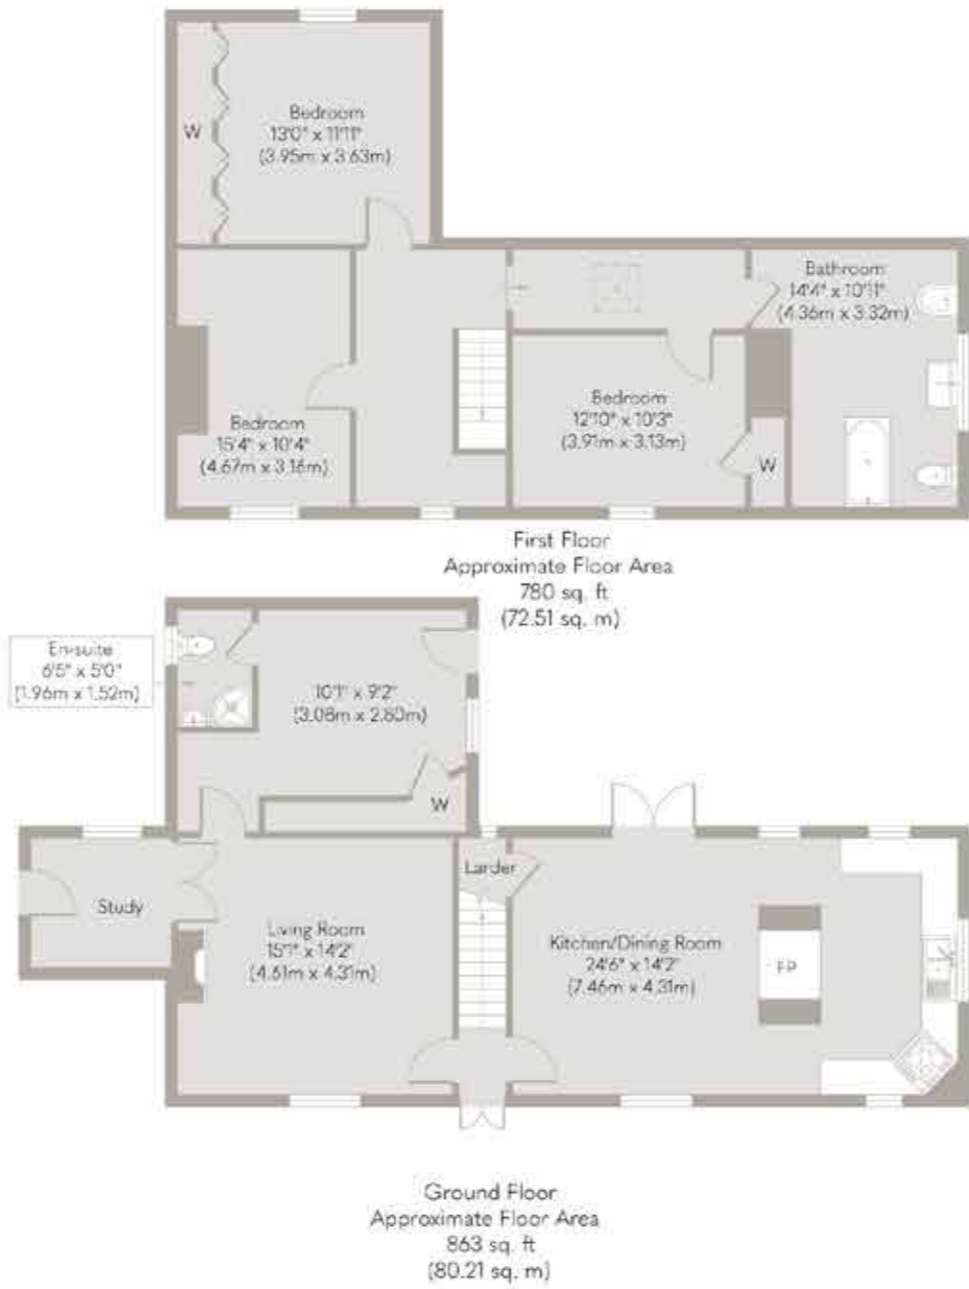 Bedroom
13'0" x 11'11"
(3.95m x 3.63m)
W
Bathroom
14'4" x 10'11"
(4.36m x 3.32m)
Bedroom
12'10" x 10'3"
(3.91m x 3.13m)
Bedroom
15'4" x 10'4"
(4.67m x 3.16m)
W
First Floor
Approximate Floor Area
780 sq. ft
(72.51 sq. m)
En-suite
6'5" x 5'0"
(1.96m x 1.52m)
10'1" x 9'2"
(3.08m x 2.80m)
W
Larder
Study
Living Room
15'1" x 14'2"
(4.61m x 4.31m)
Kitchen/Dining Room
24'6" x 14'2"
(7.46m x 4.31m)
FP
Ground Floor
Approximate Floor Area
863 sq. ft
(80.21 sq. m)